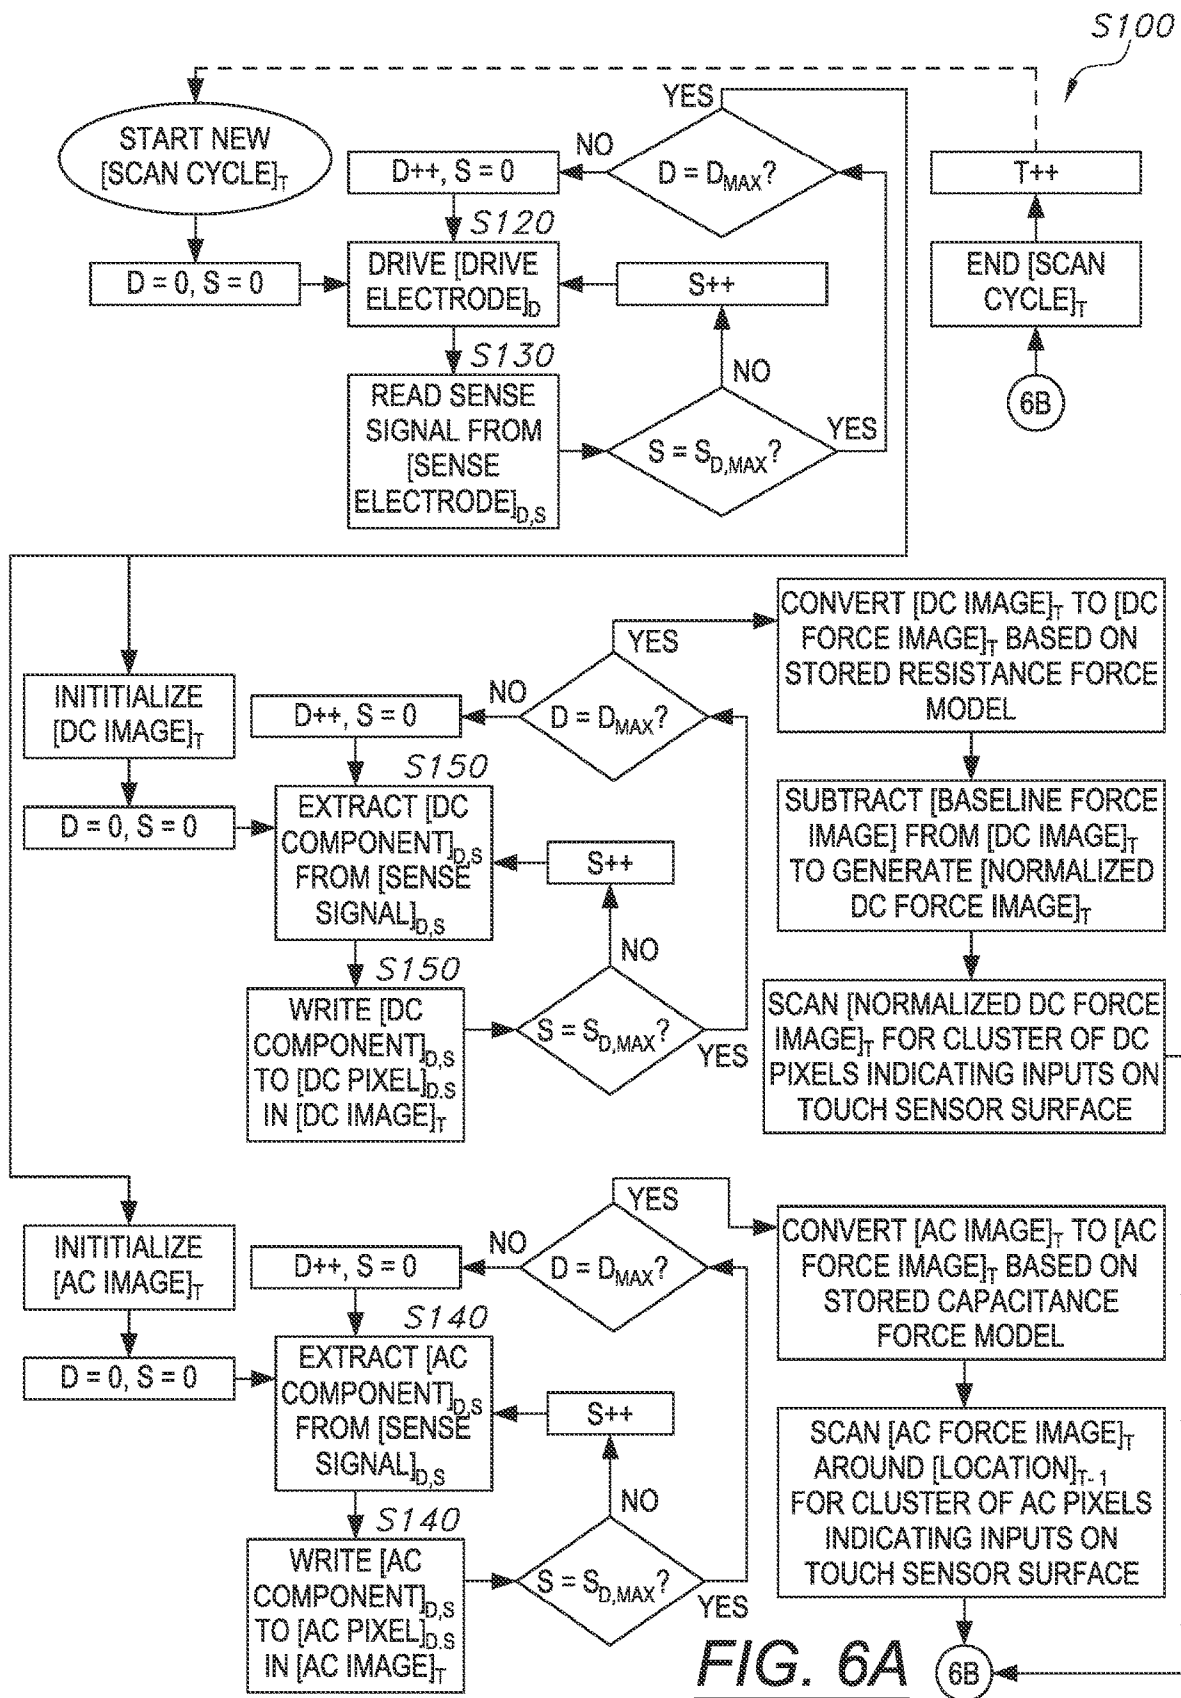 S100
START NEW
[SCAN CYCLE]T
D = 0, S = 0
D++, S = 0
NO
YES
D = DMAX?
S120
DRIVE [DRIVE
ELECTRODE]D
S++
S130
READ SENSE
SIGNAL FROM
[SENSE
ELECTRODE]D,S
NO
S = SD,MAX?
YES
T++
END [SCAN
CYCLE]T
6B
INITITIALIZE
[DC IMAGE]T
D = 0, S = 0
D++, S = 0
NO
YES
D = DMAX?
S150
EXTRACT [DC
COMPONENT]D,S
FROM [SENSE
SIGNAL]D,S
S++
NO
S150
WRITE [DC
COMPONENT]D,S
TO [DC PIXEL]D,S
IN [DC IMAGE]T
S = SD,MAX?
YES
CONVERT [DC IMAGE]T TO [DC
FORCE IMAGE]T BASED ON
STORED RESISTANCE FORCE
MODEL
SUBTRACT [BASELINE FORCE
IMAGE] FROM [DC IMAGE]T
TO GENERATE [NORMALIZED
DC FORCE IMAGE]T
SCAN [NORMALIZED DC FORCE
IMAGE]T FOR CLUSTER OF DC
PIXELS INDICATING INPUTS ON
TOUCH SENSOR SURFACE
INITITIALIZE
[AC IMAGE]T
D = 0, S = 0
D++, S = 0
NO
YES
D = DMAX?
S140
EXTRACT [AC
COMPONENT]D,S
FROM [SENSE
SIGNAL]D,S
S++
NO
S140
WRITE [AC
COMPONENT]D,S
TO [AC PIXEL]D,S
IN [AC IMAGE]T
S = SD,MAX?
YES
CONVERT [AC IMAGE]T TO [AC
FORCE IMAGE]T BASED ON
STORED CAPACITANCE
FORCE MODEL
SCAN [AC FORCE IMAGE]T
AROUND [LOCATION]T-1
FOR CLUSTER OF AC PIXELS
INDICATING INPUTS ON
TOUCH SENSOR SURFACE
6B
FIG. 6A